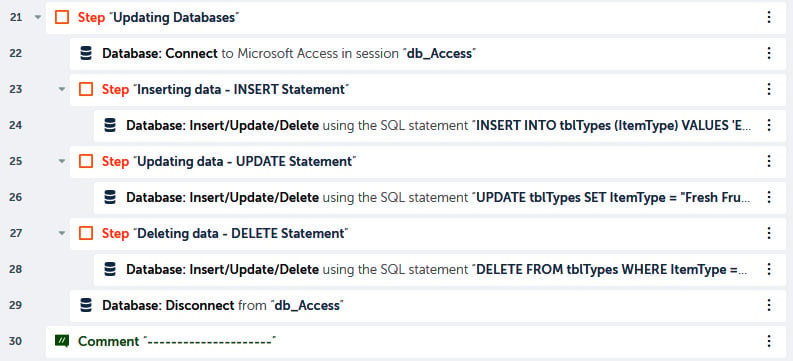 21 Step "Updating Databases"
22 Database: Connect to Microsoft Access in session "db_Access"
23 Step "Inserting data - INSERT Statement"
24 Database: Insert/Update/Delete using the SQL statement "INSERT INTO tblTypes (ItemType) VALUES 'E...
25 Step "Updating data - UPDATE Statement"
26 Database: Insert/Update/Delete using the SQL statement "UPDATE tblTypes SET ItemType = "Fresh Fru...
27 Step "Deleting data - DELETE Statement"
28 Database: Insert/Update/Delete using the SQL statement "DELETE FROM tblTypes WHERE ItemType =...
29 Database: Disconnect from "db_Access"
30 // Comment "---------------------"